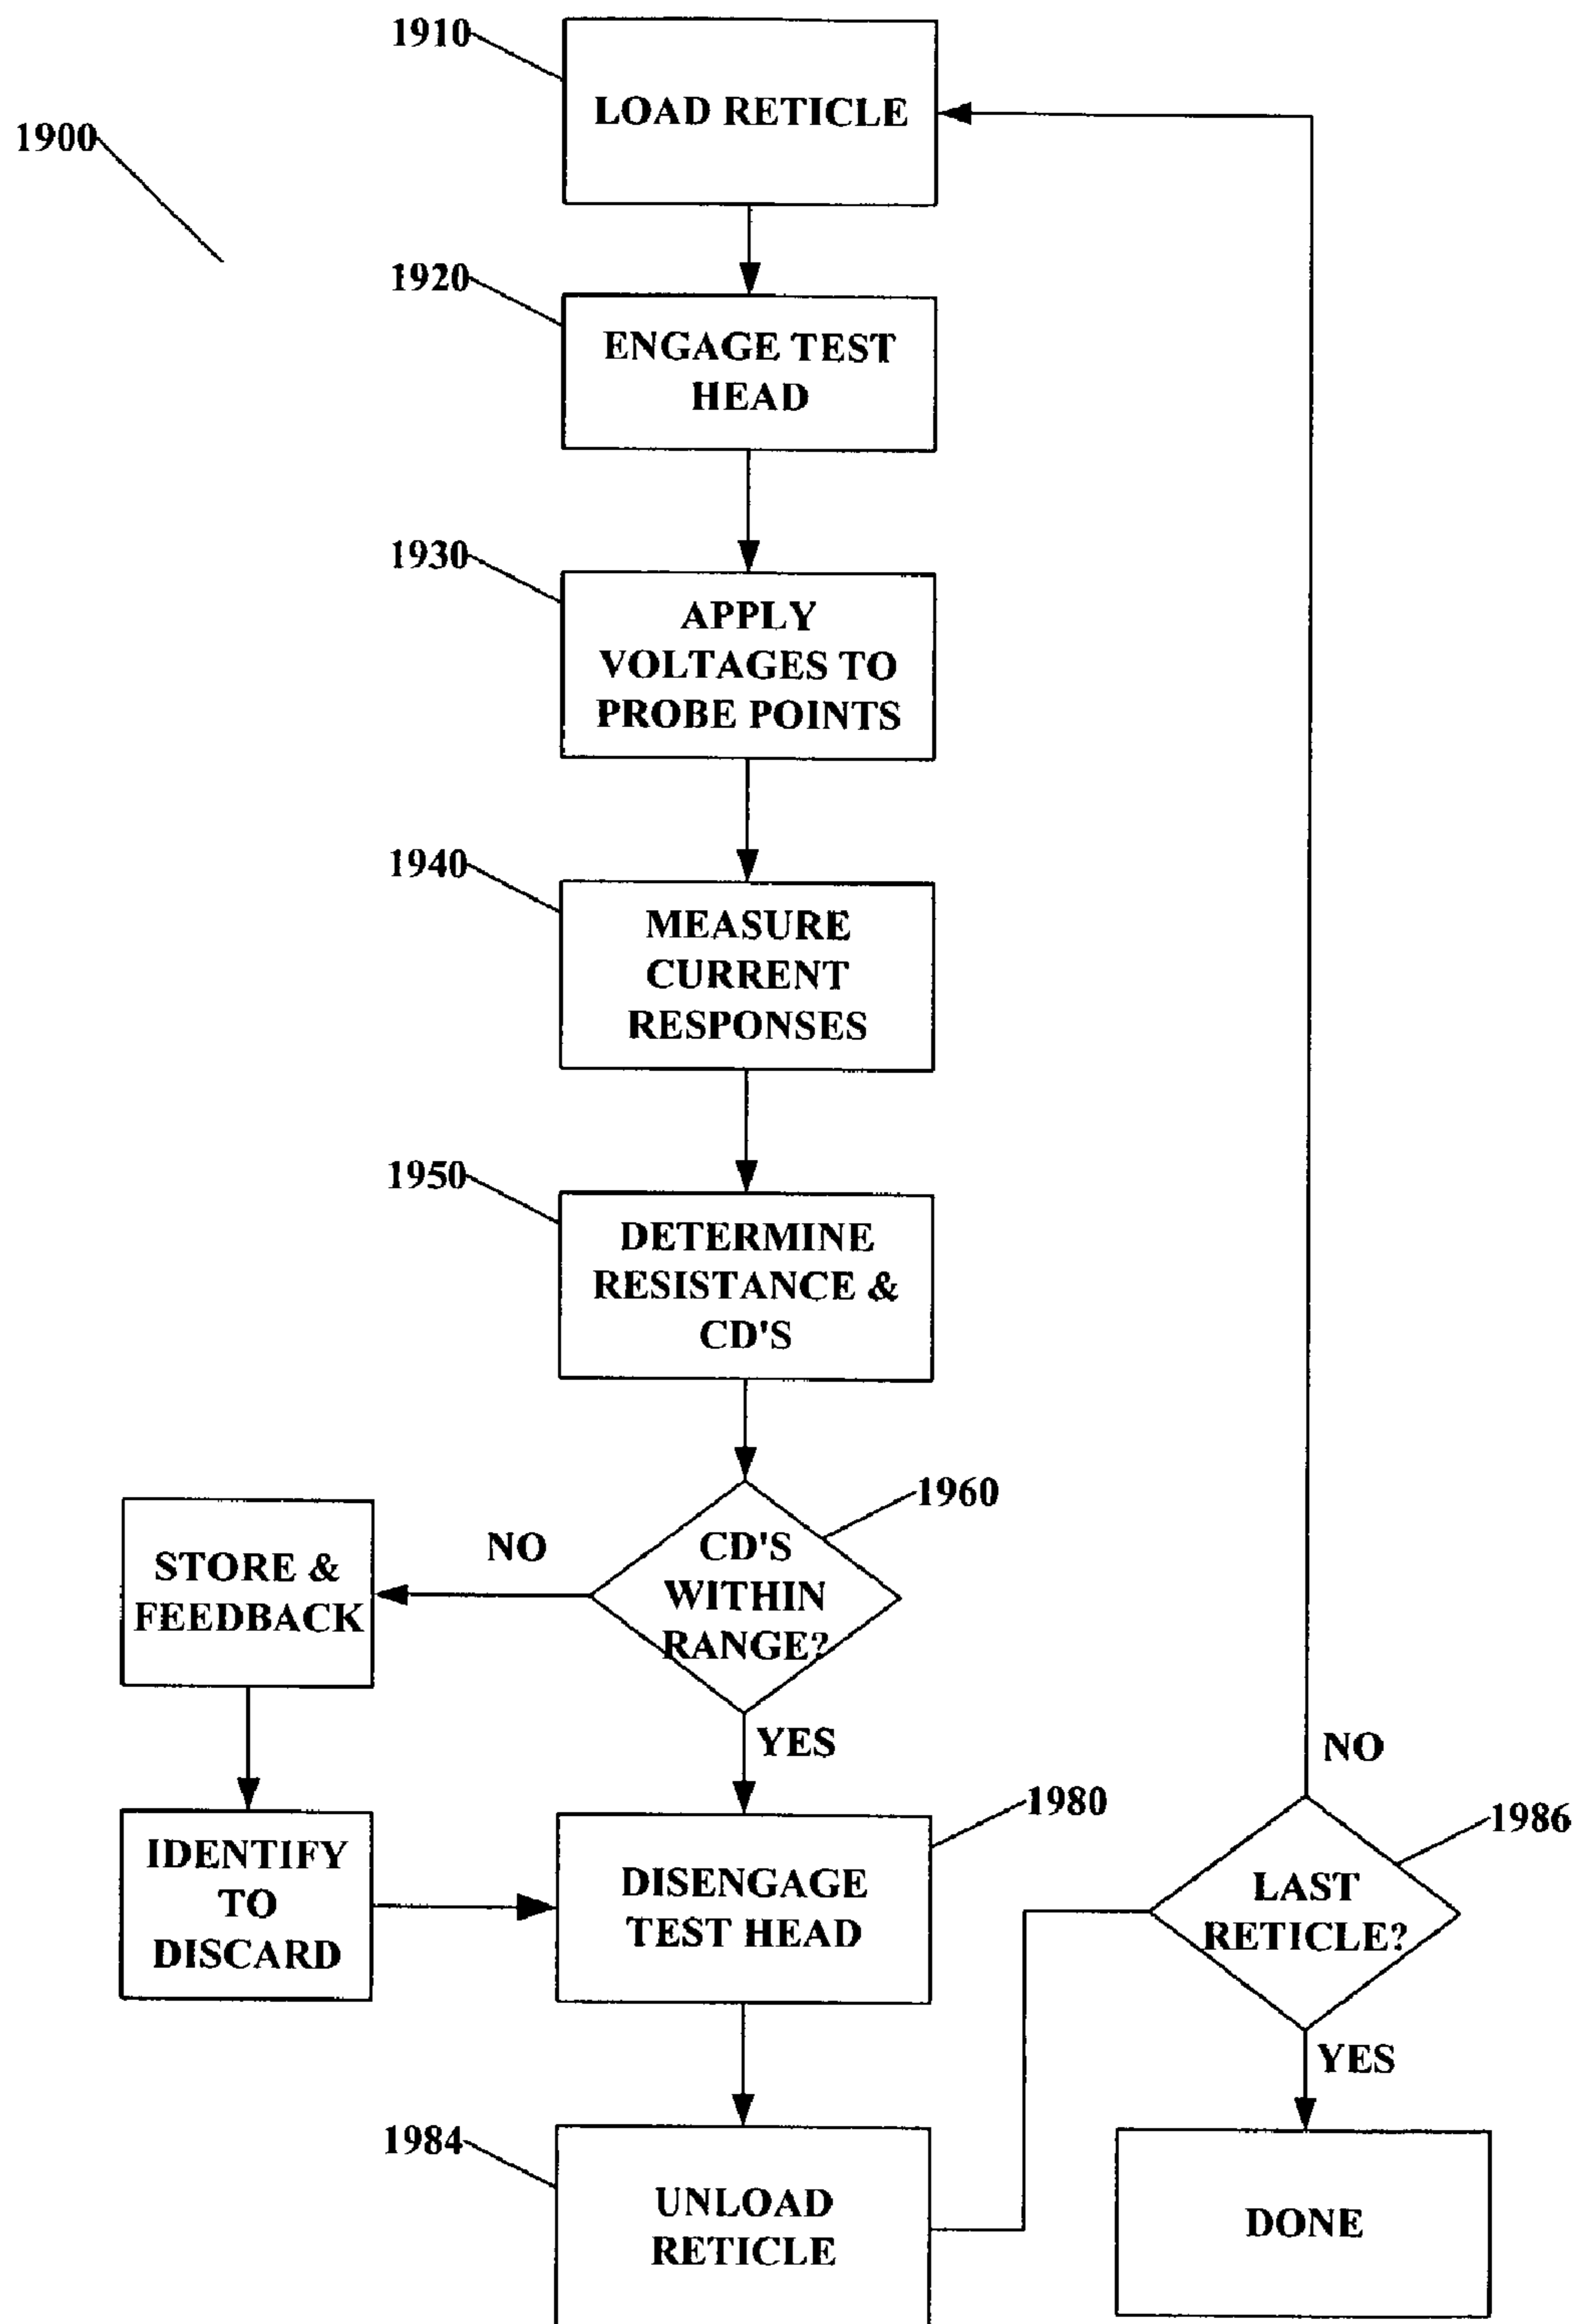 1910
LOAD RETICLE
1900
1920
ENGAGE TEST
HEAD
1930
APPLY
VOLTAGES TO
PROBE POINTS
1940
MEASURE
CURRENT
RESPONSES
1950
DETERMINE
RESISTANCE &
CD'S
1960
CD'S
WITHIN
RANGE?
NO
STORE &
FEEDBACK
YES
IDENTIFY
TO
DISCARD
1980
DISENGAGE
TEST HEAD
NO
1986
LAST
RETICLE?
YES
1984
UNLOAD
RETICLE
DONE